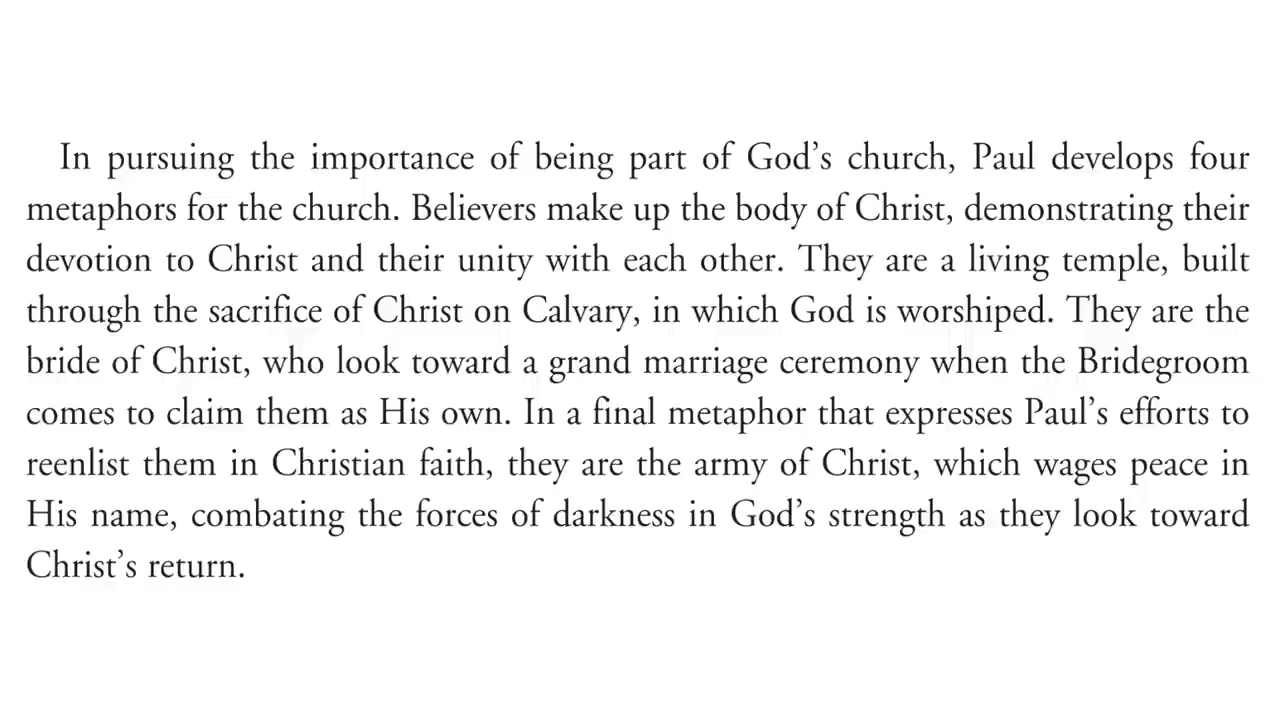 In pursuing the importance of being part of God’s church, Paul develops four
metaphors for the church. Believers make up the body of Christ, demonstrating their
devotion to Christ and their unity with each other. They are a living temple, built
through the sacrifice of Christ on Calvary, in which God is worshiped. They are the
bride of Christ, who look toward a grand marriage ceremony when the Bridegroom
comes to claim them as His own. In a final metaphor that expresses Paul’s efforts to
reenlist them in Christian faith, they are the army of Christ, which wages peace in
His name, combating the forces of darkness in God’s strength as they look toward
Christ’s return.